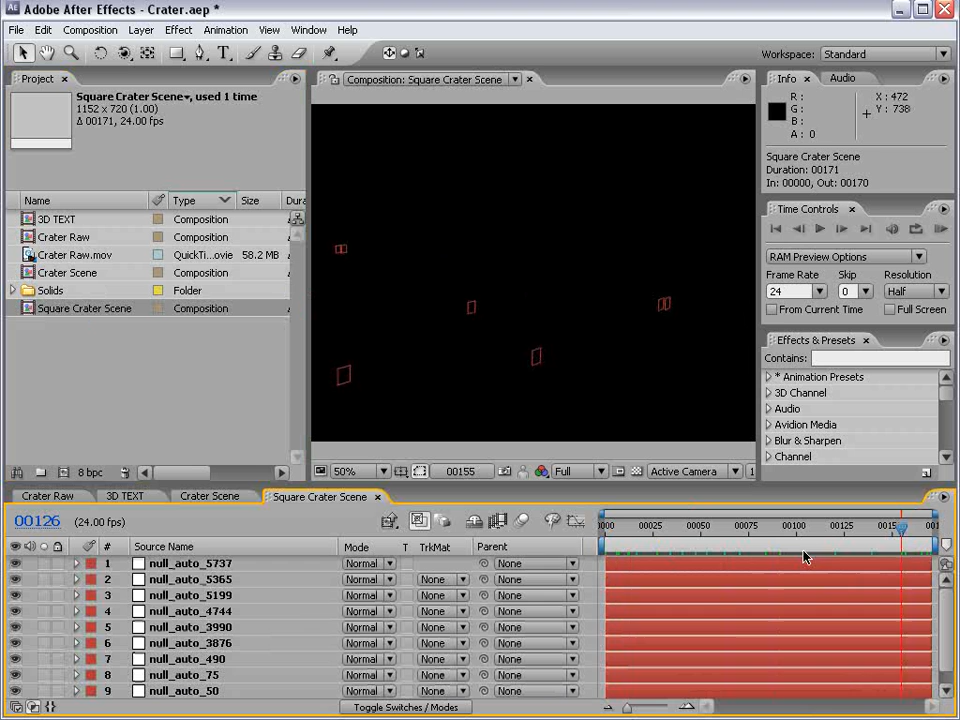 Adobe After Effects - Crater.aep *
File Edit Composition Layer Effect Animation View Window Help
Workspace: Standard
Project
Composition: Square Crater Scene
Info Audio
Square Crater Scene, used 1 time
1152 x 720 (1.00)
Δ 00171, 24.00 fps
R :
G :
B :
A : 0
X : 472
Y : 738
Square Crater Scene
Duration: 00171
In: 00000, Out: 00170
Name Type Size Dura
3D TEXT Composition
Crater Raw Composition
Crater Raw.mov QuickTi...ovie 58.2 MB
Crater Scene Composition
Solids Folder
Square Crater Scene Composition
Time Controls
RAM Preview Options
Frame Rate Skip Resolution
24 0 Half
From Current Time Full Screen
Effects & Presets
Contains:
* Animation Presets
3D Channel
Audio
Avidion Media
Blur & Sharpen
Channel
8 bpc
50% 00155 Full Active Camera 1
Crater Raw 3D TEXT Crater Scene Square Crater Scene
00126 (24.00 fps)
0000 00025 00050 00075 00100 00125 0015 001
# Source Name Mode T TrkMat Parent
1 null_auto_5737 Normal None
2 null_auto_5365 Normal None None
3 null_auto_5199 Normal None None
4 null_auto_4744 Normal None None
5 null_auto_3990 Normal None None
6 null_auto_3876 Normal None None
7 null_auto_490 Normal None None
8 null_auto_75 Normal None None
9 null_auto_50 Normal None None
Toggle Switches / Modes